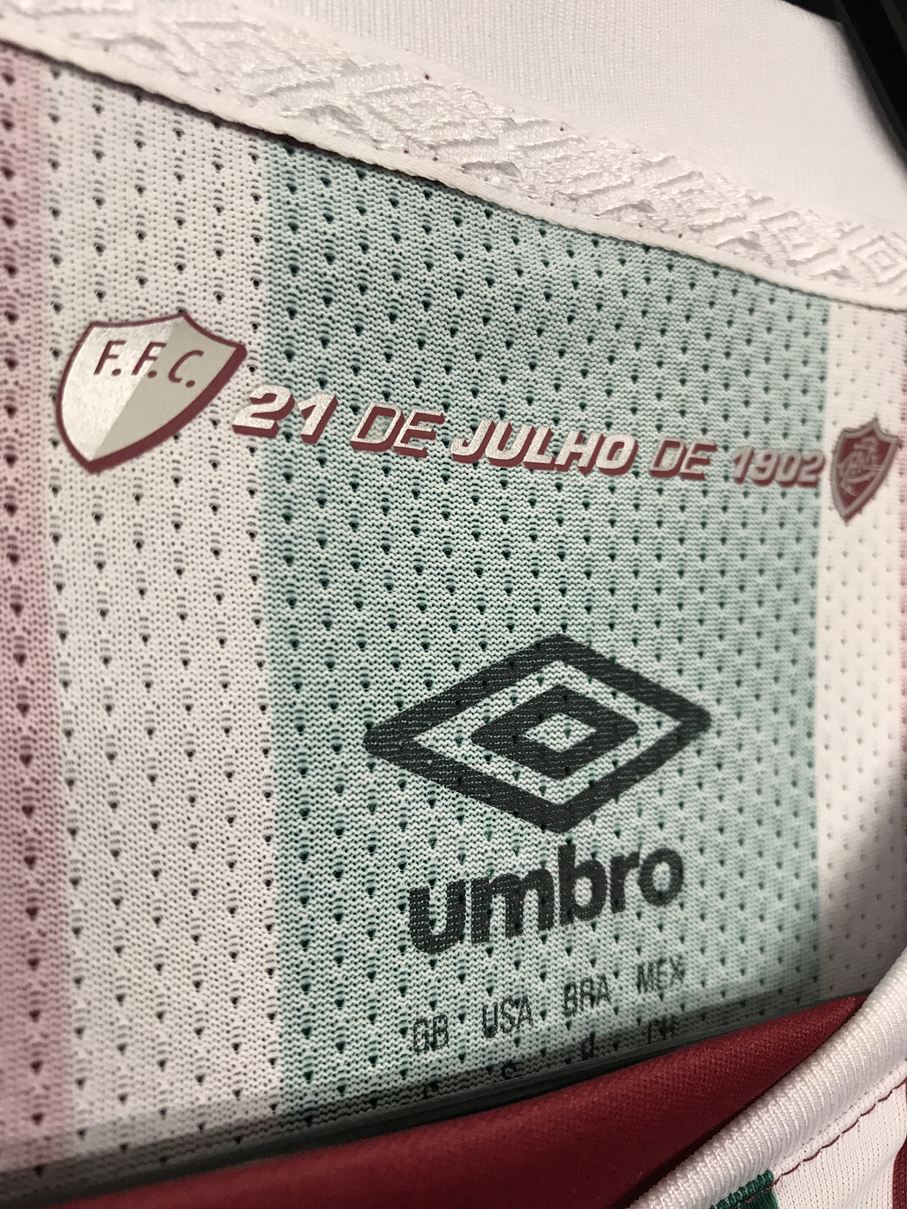 F.F.C.
21 DE JULHO DE 1902
umbro
GB USA BRA MEX